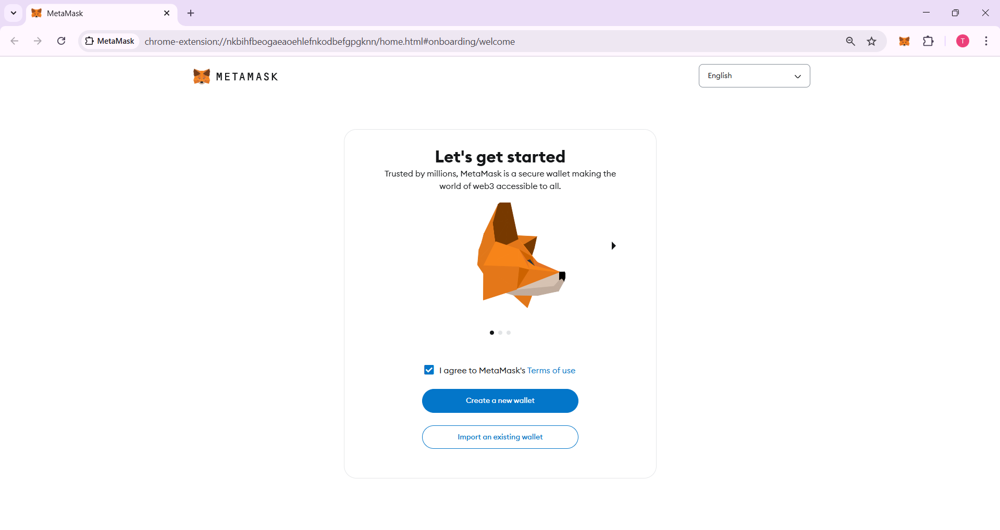 MetaMask
MetaMask
chrome-extension://nkbihfbeogaeaoehlefnkodbefgpgknn/home.html#onboarding/welcome
T
METAMASK
English
Let's get started
Trusted by millions, MetaMask is a secure wallet making the
world of web3 accessible to all.
I agree to MetaMask's Terms of use
Create a new wallet
Import an existing wallet